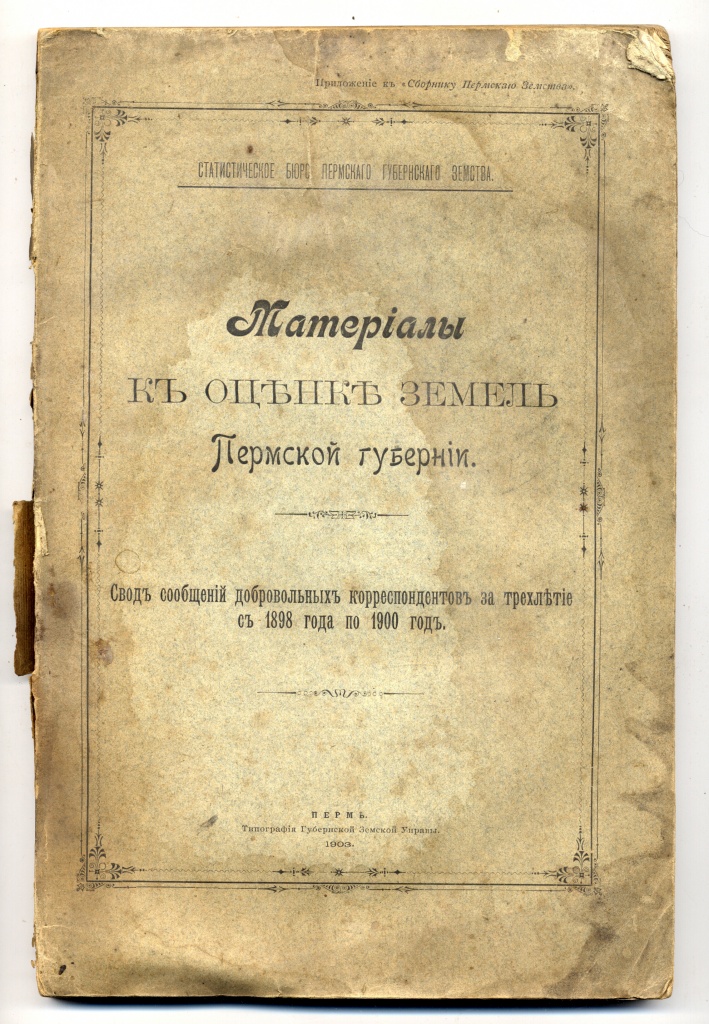 Приложеніе къ «Сборнику Пермскаго Земства».
СТАТИСТИЧЕСКОЕ БЮРО ПЕРМСКАГО ГУБЕРНСКАГО ЗЕМСТВА.
Матеріалы
КЪ ОЦѢНКѢ ЗЕМЕЛЬ
Пермской губерніи.
Сводъ сообщеній добровольныхъ корреспондентовъ за трехлѣтіе
съ 1898 года по 1900 годъ.
ПЕРМЬ.
Типографія Губернской Земской Управы.
1903.